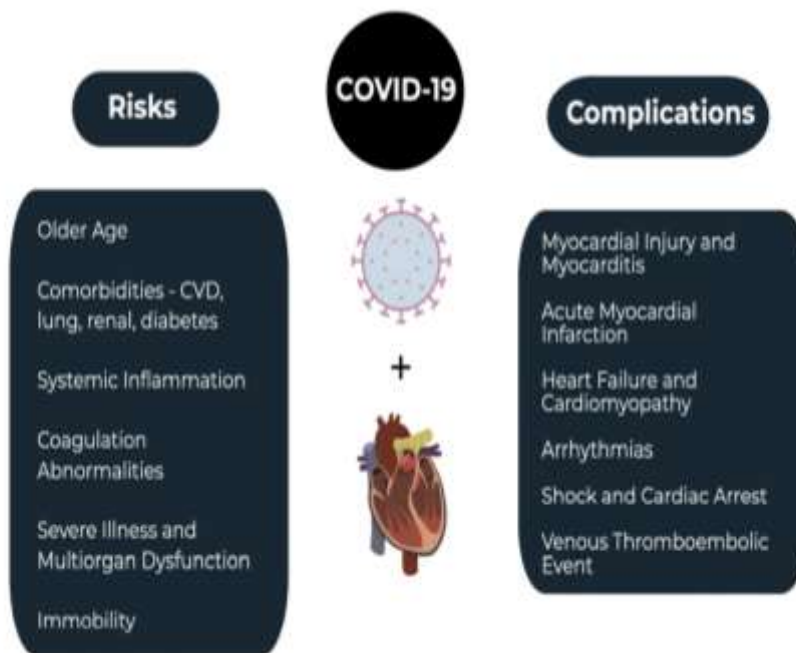 COVID-19
Risks
Older Age
Comorbidities - CVD,
lung, renal, diabetes
Systemic Inflammation
Coagulation
Abnormalities
Severe Illness and
Multiorgan Dysfunction
Immobility
+
Complications
Myocardial Injury and
Myocarditis
Acute Myocardial
Infarction
Heart Failure and
Cardiomyopathy
Arrhythmias
Shock and Cardiac Arrest
Venous Thromboembolic
Event